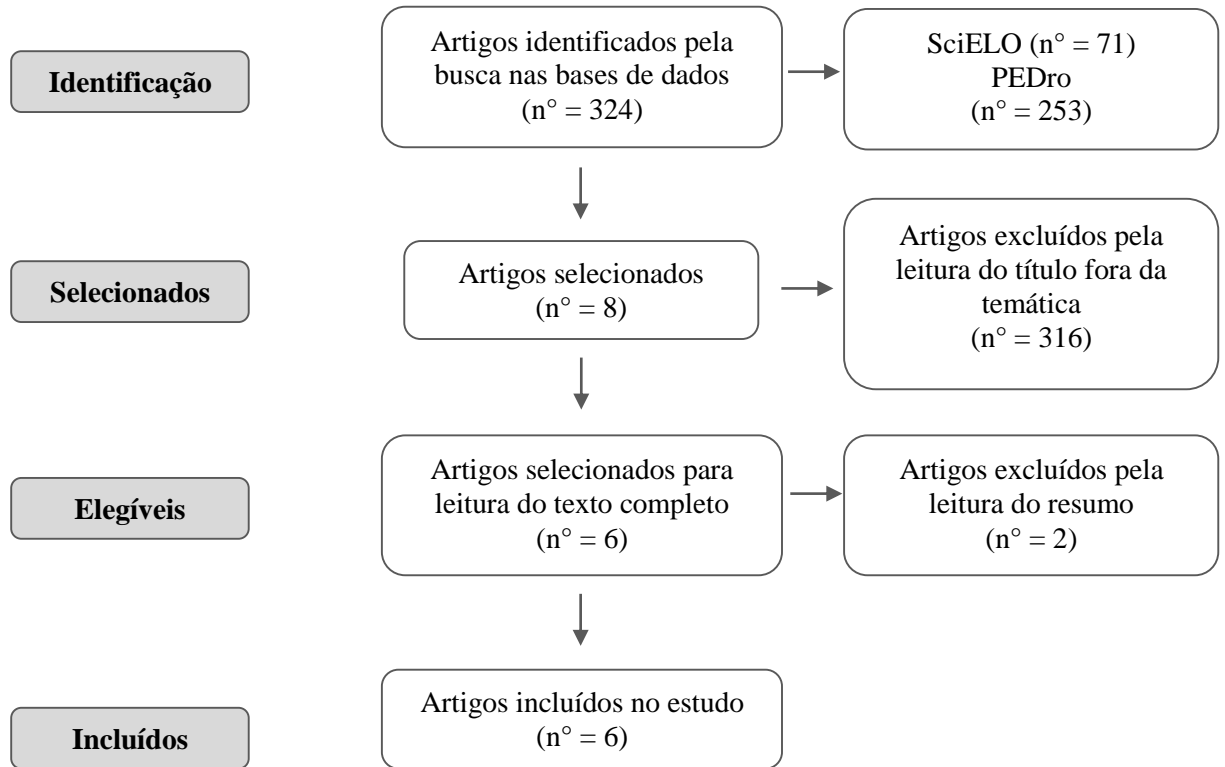 Identificação
Artigos identificados pela
busca nas bases de dados
(n° = 324)
SciELO (n° = 71)
PEDro
(n° = 253)
Selecionados
Artigos selecionados
(n° = 8)
Artigos excluídos pela
leitura do título fora da
temática
(n° = 316)
Elegíveis
Artigos selecionados para
leitura do texto completo
(n° = 6)
Artigos excluídos pela
leitura do resumo
(n° = 2)
Incluídos
Artigos incluídos no estudo
(n° = 6)